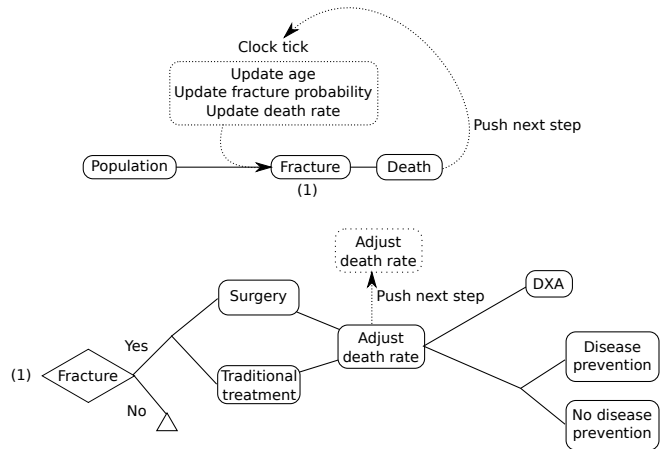 Clock tick
Update age
Update fracture probability
Update death rate
Push next step
Population
Fracture
Death
(1)
Adjust
death rate
Push next step
DXA
Surgery
Adjust
death rate
Yes
Disease
prevention
(1)
Fracture
Traditional
treatment
No
No disease
prevention